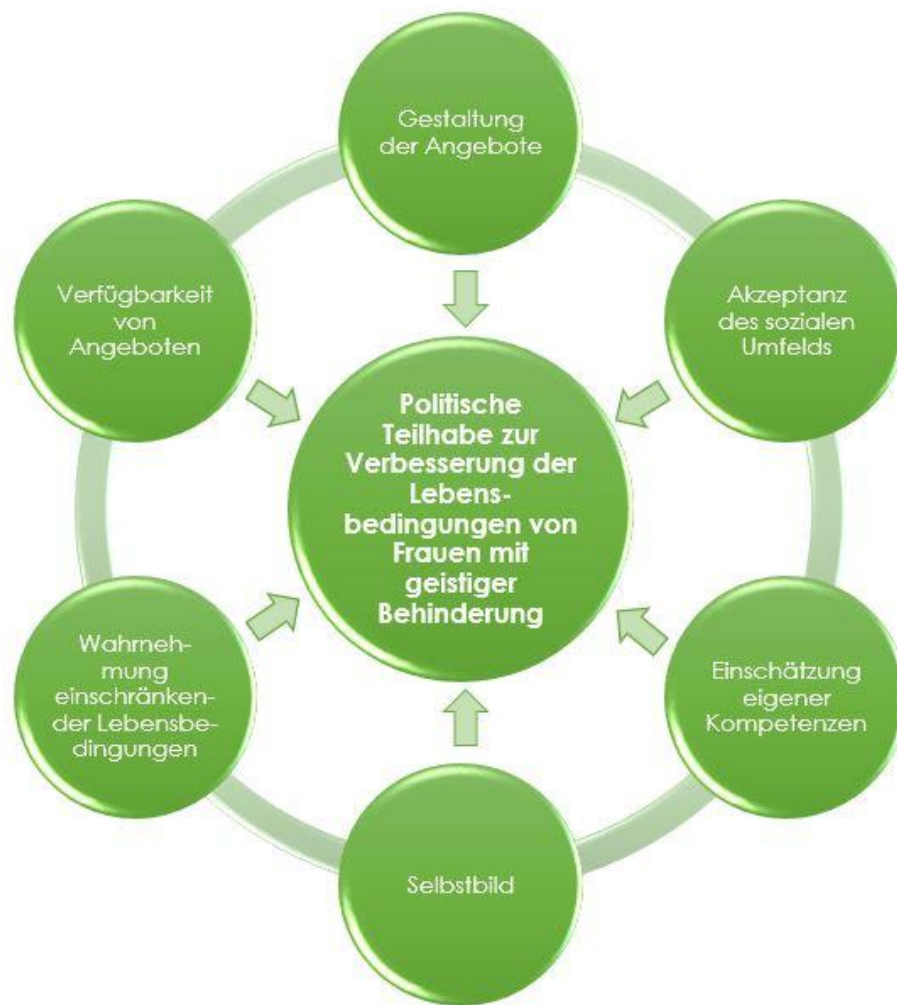 Gestaltung
der Angebote
Verfügbarkeit
von
Angeboten
Akzeptanz
des sozialen
Umfelds
Politische
Teilhabe zur
Verbesserung der
Lebens-
bedingungen von
Frauen mit
geistiger
Behinderung
Wahrneh-
mung
einschränken-
der Lebensbe-
dingungen
Einschätzung
eigener
Kompetenzen
Selbstbild